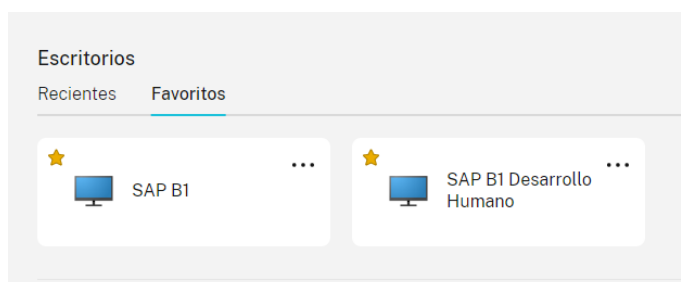 Escritorios
Recientes Favoritos
SAP B1
SAP B1 Desarrollo
Humano